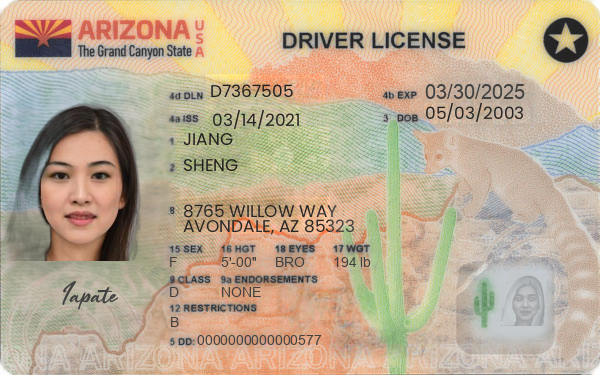 ARIZONA USA
The Grand Canyon State
DRIVER LICENSE
4d DLN D7367505
4b EXP 03/30/2025
4a ISS 03/14/2021
3 DOB 05/03/2003
1 JIANG
2 SHENG
8 8765 WILLOW WAY
AVONDALE, AZ 85323
15 SEX 16 HGT 18 EYES 17 WGT
F 5'-00" BRO 194 lb
9 CLASS 9a ENDORSEMENTS
D NONE
12 RESTRICTIONS
B
5 DD: 0000000000000577
Iapate
ARIZONA ARIZONA ARIZONA ARIZONA